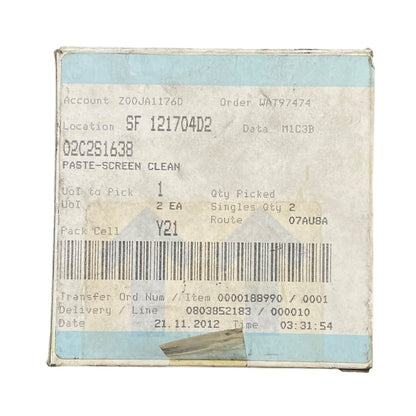 Account Z00JA1176D Order WAT97474
Location SF 121704D2 Data M1C3B
02C2S1638
PASTE-SCREEN CLEAN
UoI to Pick 1 Qty Picked
UoI 2 EA Singles Qty 2
Route 07AU8A
Pack Cell Y21
Transfer Ord Num / Item 0000188990 / 0001
Delivery / Line 0803852183 / 000010
Date 21.11.2012 Time 03:31:54